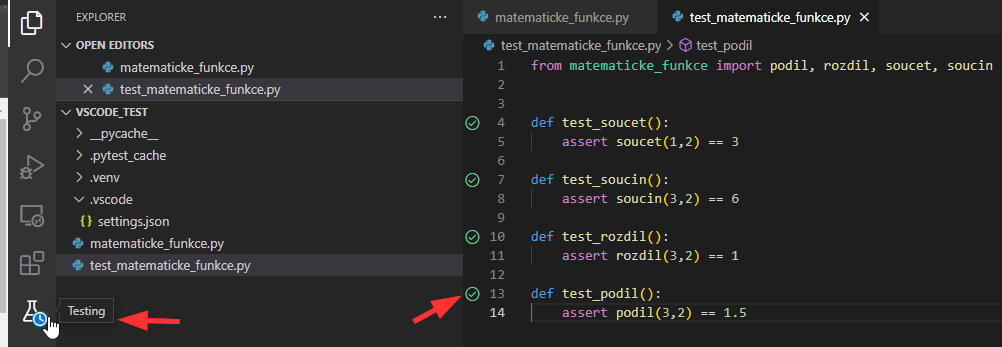 EXPLORER
OPEN EDITORS
matematicke_funkce.py
test_matematicke_funkce.py
VSCODE_TEST
__pycache__
.pytest_cache
.venv
.vscode
{} settings.json
matematicke_funkce.py
test_matematicke_funkce.py
Testing
matematicke_funkce.py
test_matematicke_funkce.py
test_matematicke_funkce.py > test_podil
1 from matematicke_funkce import podil, rozdil, soucet, soucin
2
3
4 def test_soucet():
5 assert soucet(1,2) == 3
6
7 def test_soucin():
8 assert soucin(3,2) == 6
9
10 def test_rozdil():
11 assert rozdil(3,2) == 1
12
13 def test_podil():
14 assert podil(3,2) == 1.5